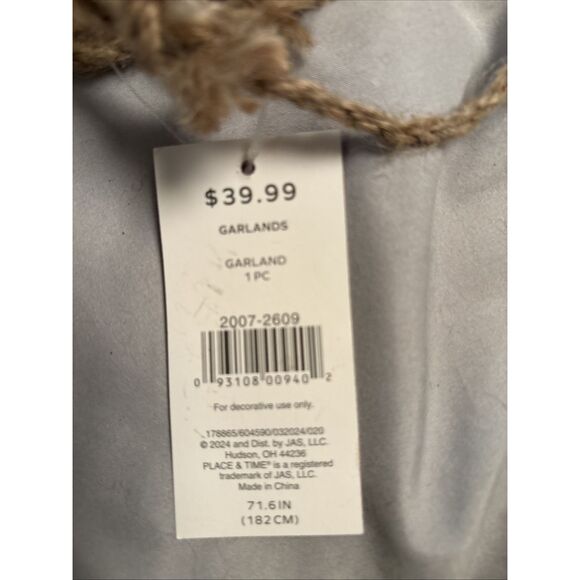 $39.99
GARLANDS
GARLAND
1 PC
2007-2609
0 93108 00940 2
For decorative use only.
178865/604590/032024/020
© 2024 and Dist. by JAS, LLC.
Hudson, OH 44236
PLACE & TIME® is a registered
trademark of JAS, LLC.
Made in China
71.6IN
(182CM)